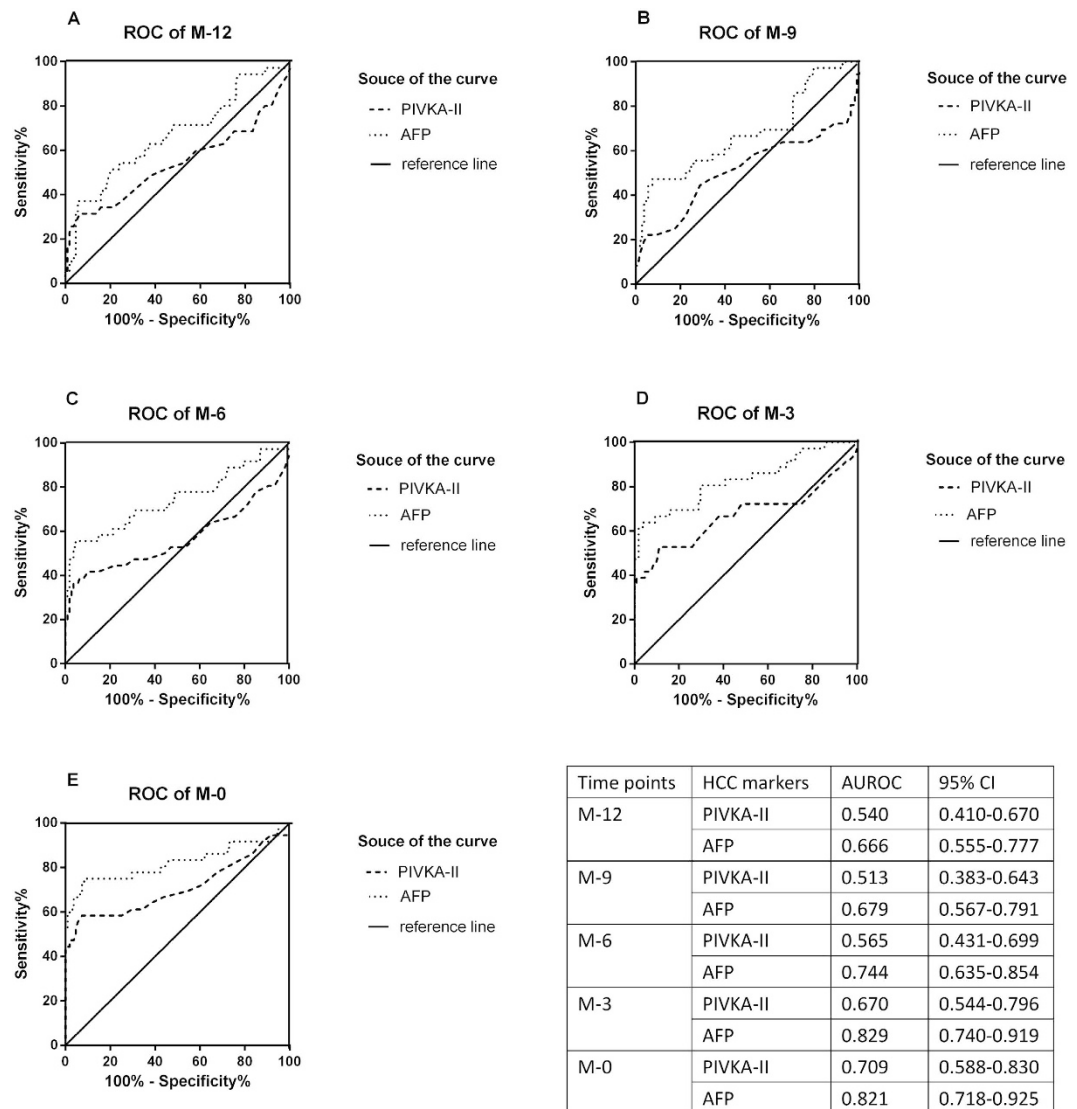 A
ROC of M-12
100
80
60
40
20
0
Sensitivity%
0 20 40 60 80 100
100% - Specificity%
Souce of the curve
PIVKA-II
AFP
reference line
B
ROC of M-9
100
80
60
40
20
0
Sensitivity%
0 20 40 60 80 100
100% - Specificity%
Souce of the curve
PIVKA-II
AFP
reference line
C
ROC of M-6
100
80
60
40
20
0
Sensitivity%
0 20 40 60 80 100
100% - Specificity%
Souce of the curve
PIVKA-II
AFP
reference line
D
ROC of M-3
100
80
60
40
20
0
Sensitivity%
0 20 40 60 80 100
100% - Specificity%
Souce of the curve
PIVKA-II
AFP
reference line
E
ROC of M-0
100
80
60
40
20
0
Sensitivity%
0 20 40 60 80 100
100% - Specificity%
Souce of the curve
PIVKA-II
AFP
reference line
Time points HCC markers AUROC 95% CI
M-12 PIVKA-II 0.540 0.410-0.670
AFP 0.666 0.555-0.777
M-9 PIVKA-II 0.513 0.383-0.643
AFP 0.679 0.567-0.791
M-6 PIVKA-II 0.565 0.431-0.699
AFP 0.744 0.635-0.854
M-3 PIVKA-II 0.670 0.544-0.796
AFP 0.829 0.740-0.919
M-0 PIVKA-II 0.709 0.588-0.830
AFP 0.821 0.718-0.925